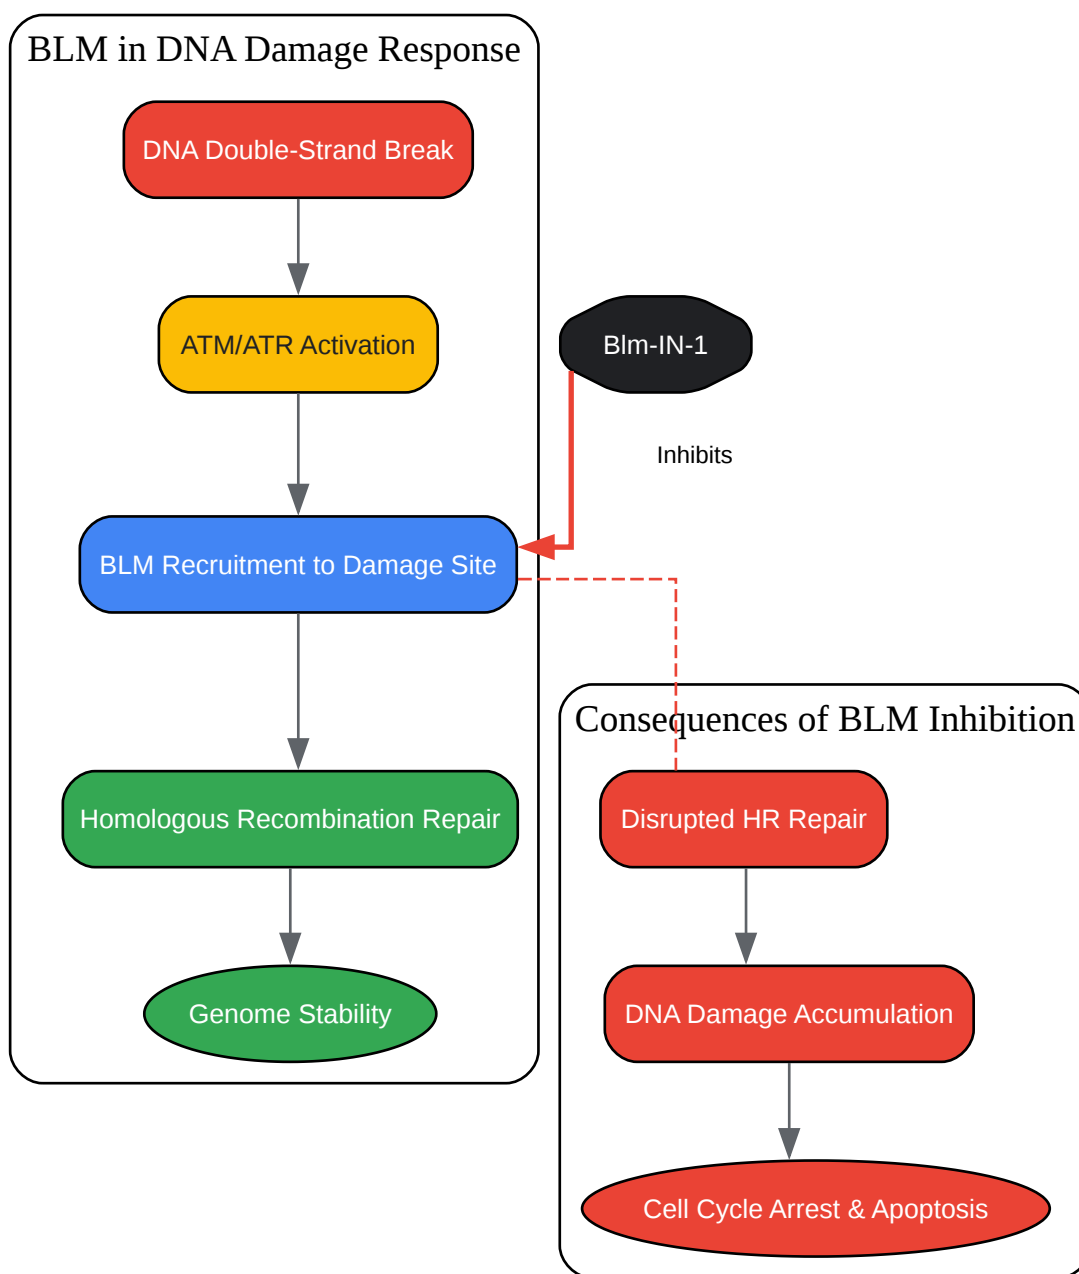 BLM in DNA Damage Response
DNA Double-Strand Break
ATM/ATR Activation
Blm-IN-1
Inhibits
BLM Recruitment to Damage Site
Consequences of BLM Inhibition
Homologous Recombination Repair
Disrupted HR Repair
Genome Stability
DNA Damage Accumulation
Cell Cycle Arrest & Apoptosis